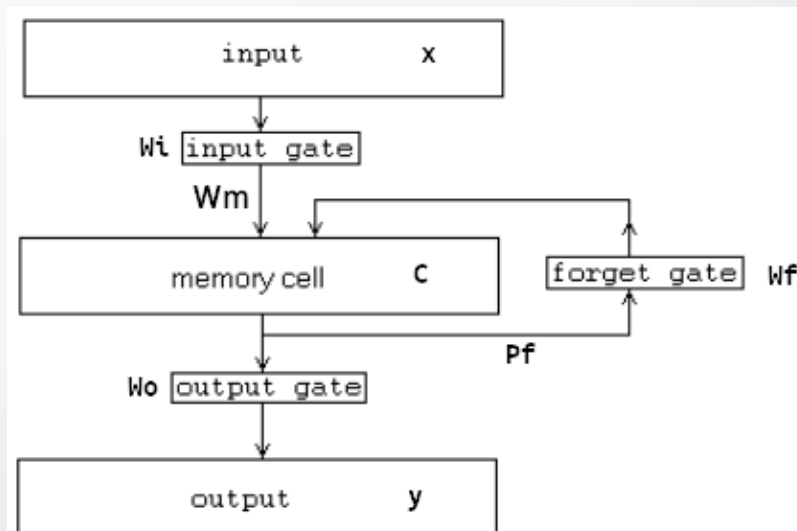 input x
Wi input gate
Wm
memory cell C
forget gate Wf
Pf
Wo output gate
output y